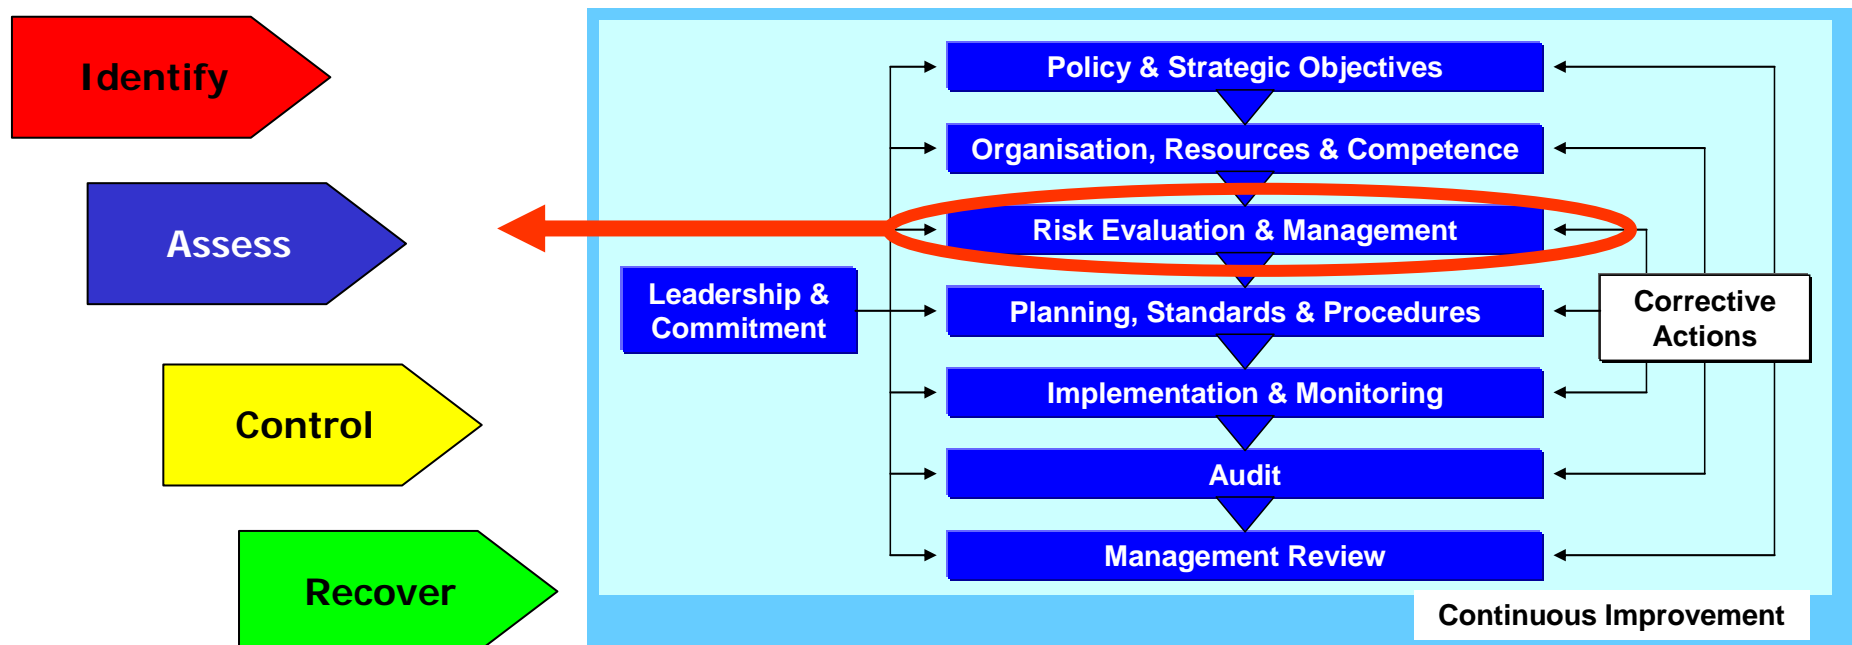 Identify
Assess
Control
Recover
Policy & Strategic Objectives
Organisation, Resources & Competence
Risk Evaluation & Management
Leadership &
Commitment
Planning, Standards & Procedures
Corrective
Actions
Implementation & Monitoring
Audit
Management Review
Continuous Improvement